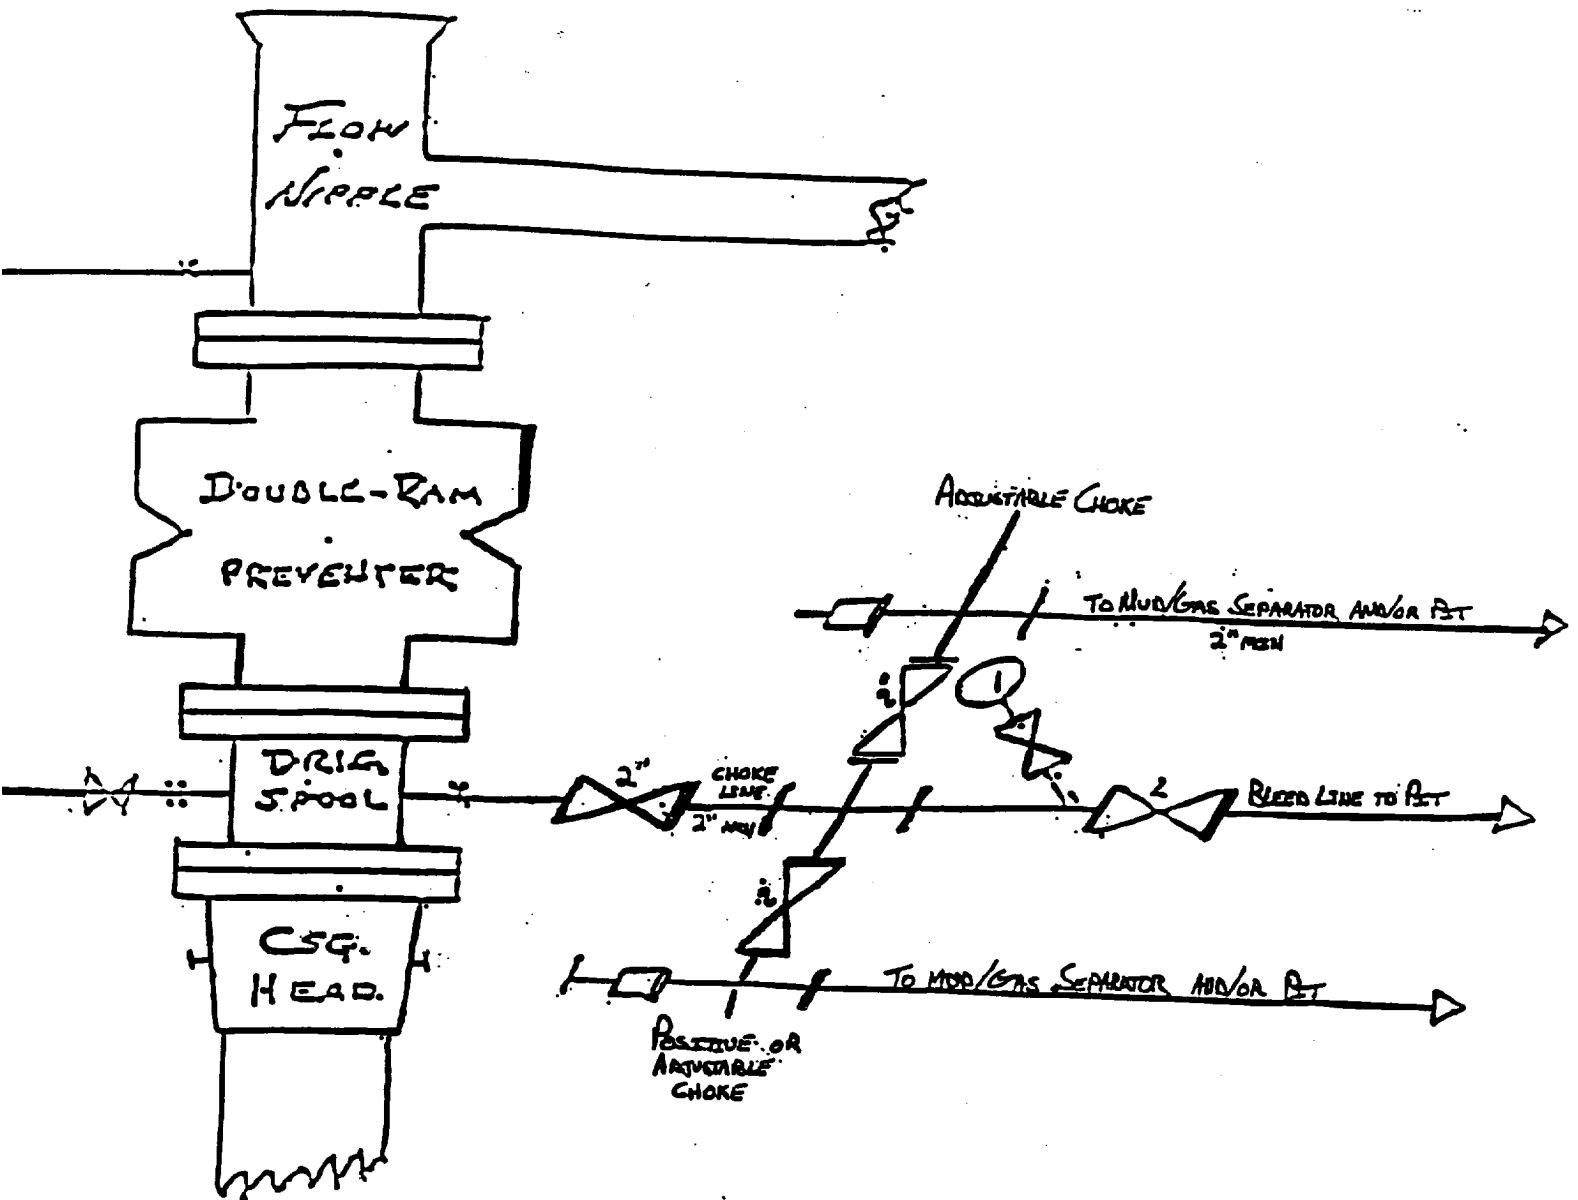 FLOW
NIPPLE
DOUBLE-RAM
PREVENTER
ADJUSTABLE CHOKE
TO MUD/GAS SEPARATOR AND/OR PIT
2" MIN
1
DRLG
SPOOL
2"
CHOKE
LINE
2" MIN
2
BLEED LINE TO PIT
CSG.
HEAD.
TO MUD/GAS SEPARATOR AND/OR PIT
POSITIVE OR
ADJUSTABLE
CHOKE